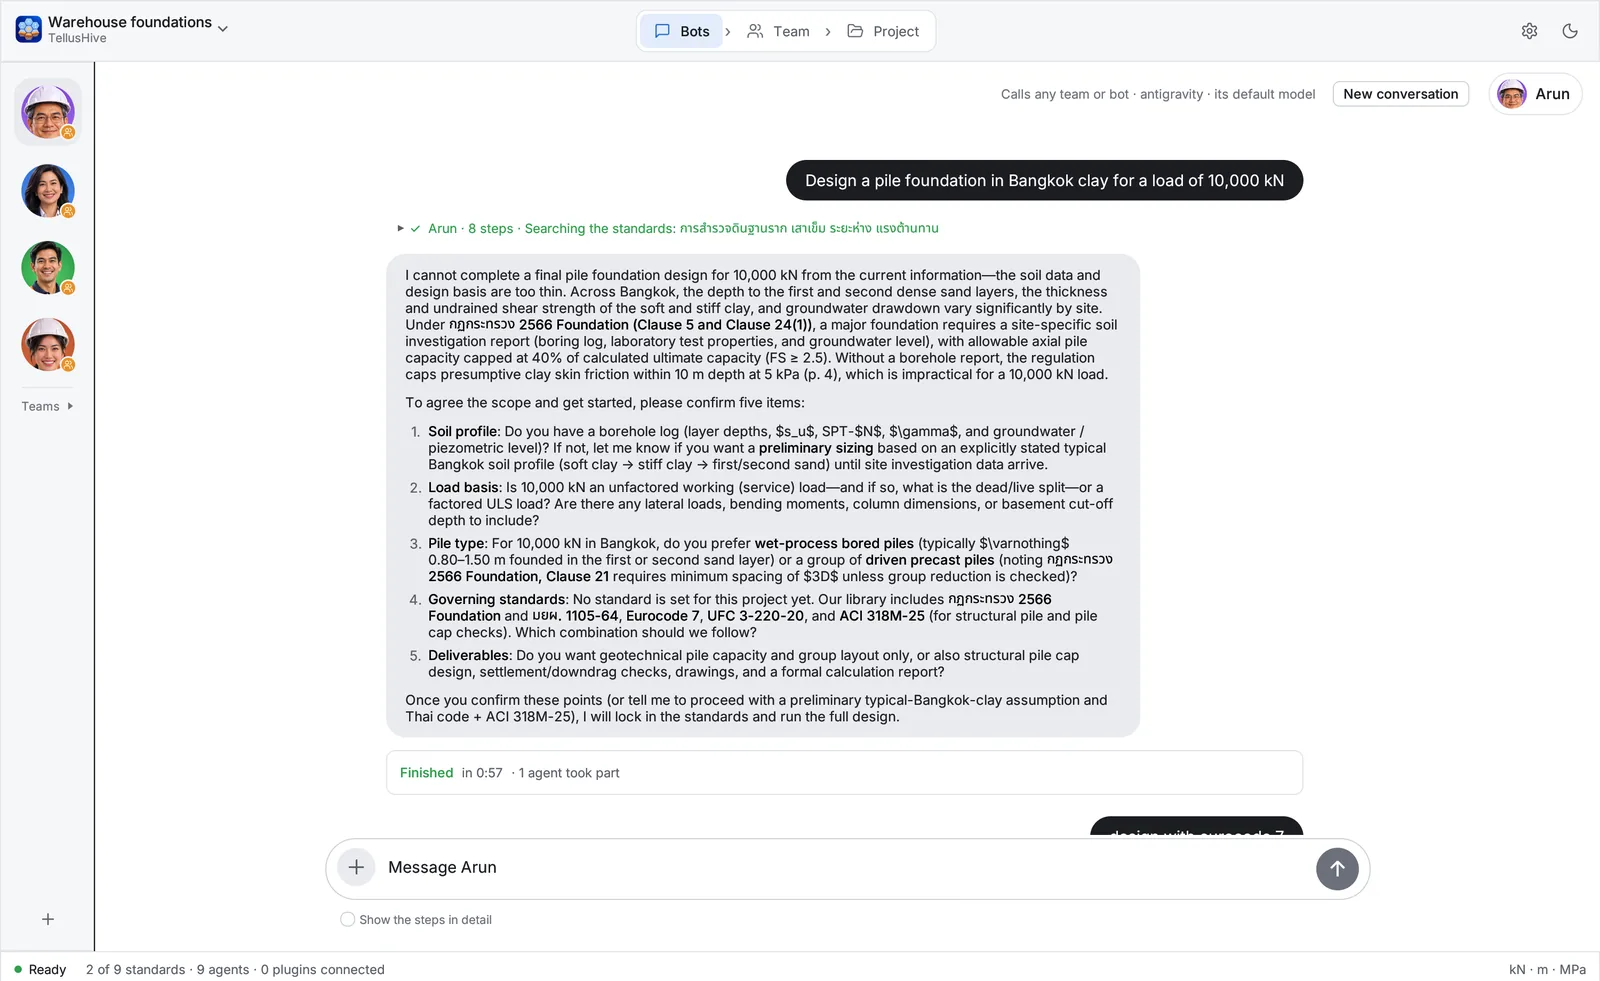 Warehouse foundations
TellusHive
Bots
Team
Project
Calls any team or bot · antigravity · its default model
New conversation
Arun
Design a pile foundation in Bangkok clay for a load of 10,000 kN
Arun · 8 steps · Searching the standards: การสำรวจดินฐานราก เสาเข็ม ระยะห่าง แรงต้านทาน
I cannot complete a final pile foundation design for 10,000 kN from the current information—the soil data and
design basis are too thin. Across Bangkok, the depth to the first and second dense sand layers, the thickness
and undrained shear strength of the soft and stiff clay, and groundwater drawdown vary significantly by site.
Under กฎกระทรวง 2566 Foundation (Clause 5 and Clause 24(1)), a major foundation requires a site-specific soil
investigation report (boring log, laboratory test properties, and groundwater level), with allowable axial pile
capacity capped at 40% of calculated ultimate capacity (FS ≥ 2.5). Without a borehole report, the regulation
caps presumptive clay skin friction within 10 m depth at 5 kPa (p. 4), which is impractical for a 10,000 kN load.
To agree the scope and get started, please confirm five items:
1. Soil profile: Do you have a borehole log (layer depths, $s_u$, SPT-$N$, $\gamma$, and groundwater /
piezometric level)? If not, let me know if you want a preliminary sizing based on an explicitly stated typical
Bangkok soil profile (soft clay → stiff clay → first/second sand) until site investigation data arrive.
2. Load basis: Is 10,000 kN an unfactored working (service) load—and if so, what is the dead/live split—or a
factored ULS load? Are there any lateral loads, bending moments, column dimensions, or basement cut-off
depth to include?
3. Pile type: For 10,000 kN in Bangkok, do you prefer wet-process bored piles (typically $\varnothing$
0.80–1.50 m founded in the first or second sand layer) or a group of driven precast piles (noting กฎกระทรวง
2566 Foundation, Clause 21 requires minimum spacing of $3D$ unless group reduction is checked)?
4. Governing standards: No standard is set for this project yet. Our library includes กฎกระทรวง 2566
Foundation and มยผ. 1105-64, Eurocode 7, UFC 3-220-20, and ACI 318M-25 (for structural pile and pile
cap checks). Which combination should we follow?
5. Deliverables: Do you want geotechnical pile capacity and group layout only, or also structural pile cap
design, settlement/downdrag checks, drawings, and a formal calculation report?
Once you confirm these points (or tell me to proceed with a preliminary typical-Bangkok-clay assumption and
Thai code + ACI 318M-25), I will lock in the standards and run the full design.
Finished in 0:57 · 1 agent took part
design with eurocode 7
Message Arun
Show the steps in detail
Teams
Ready 2 of 9 standards · 9 agents · 0 plugins connected
kN · m · MPa